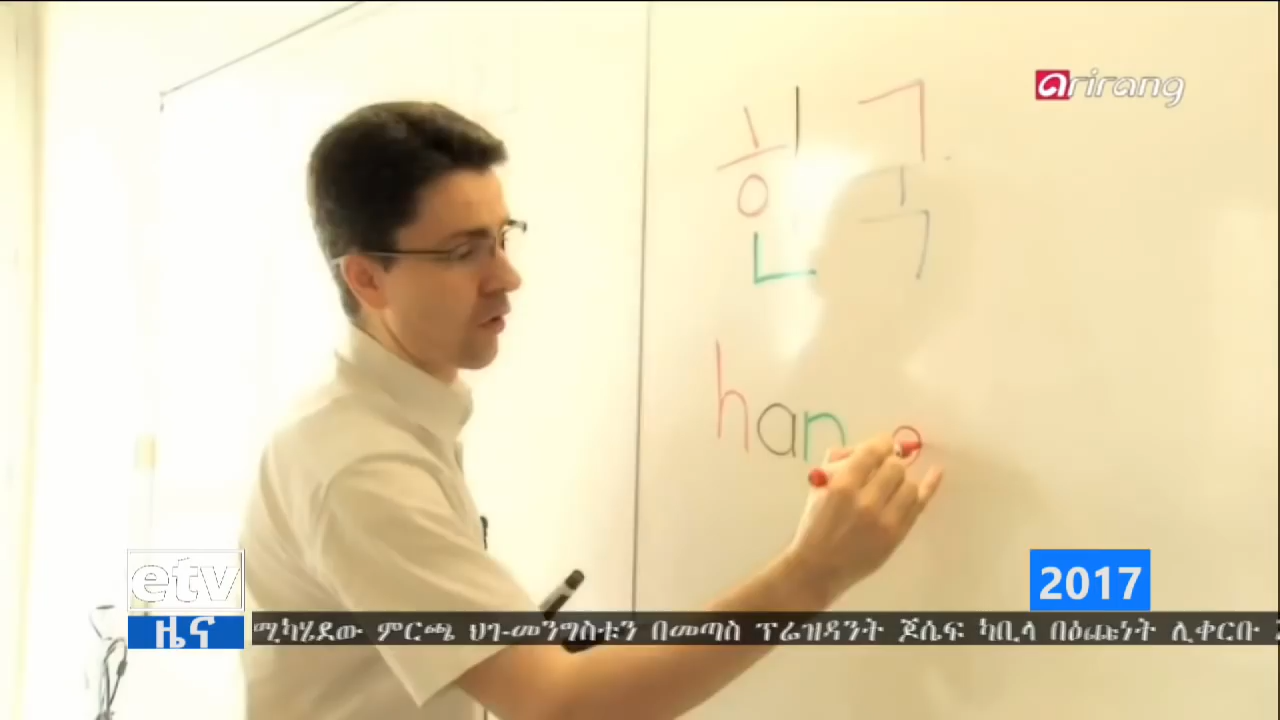 arirang
한국
han g
etv
2017
ዜና
ሚካሄደው ምርጫ ህገ-መንግስቱን በመጣስ ፕሬዝዳንት ጆሴፍ ካቢላ በዕጩነት ሊቀርቡ